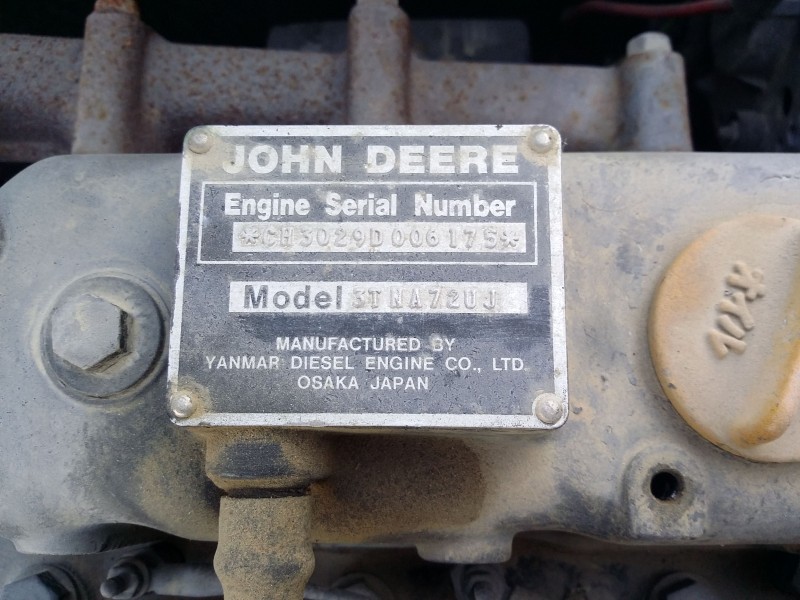 JOHN DEERE
Engine Serial Number
*CH3029D006175*
Model 3TNA72UJ
MANUFACTURED BY
YANMAR DIESEL ENGINE CO., LTD
OSAKA JAPAN